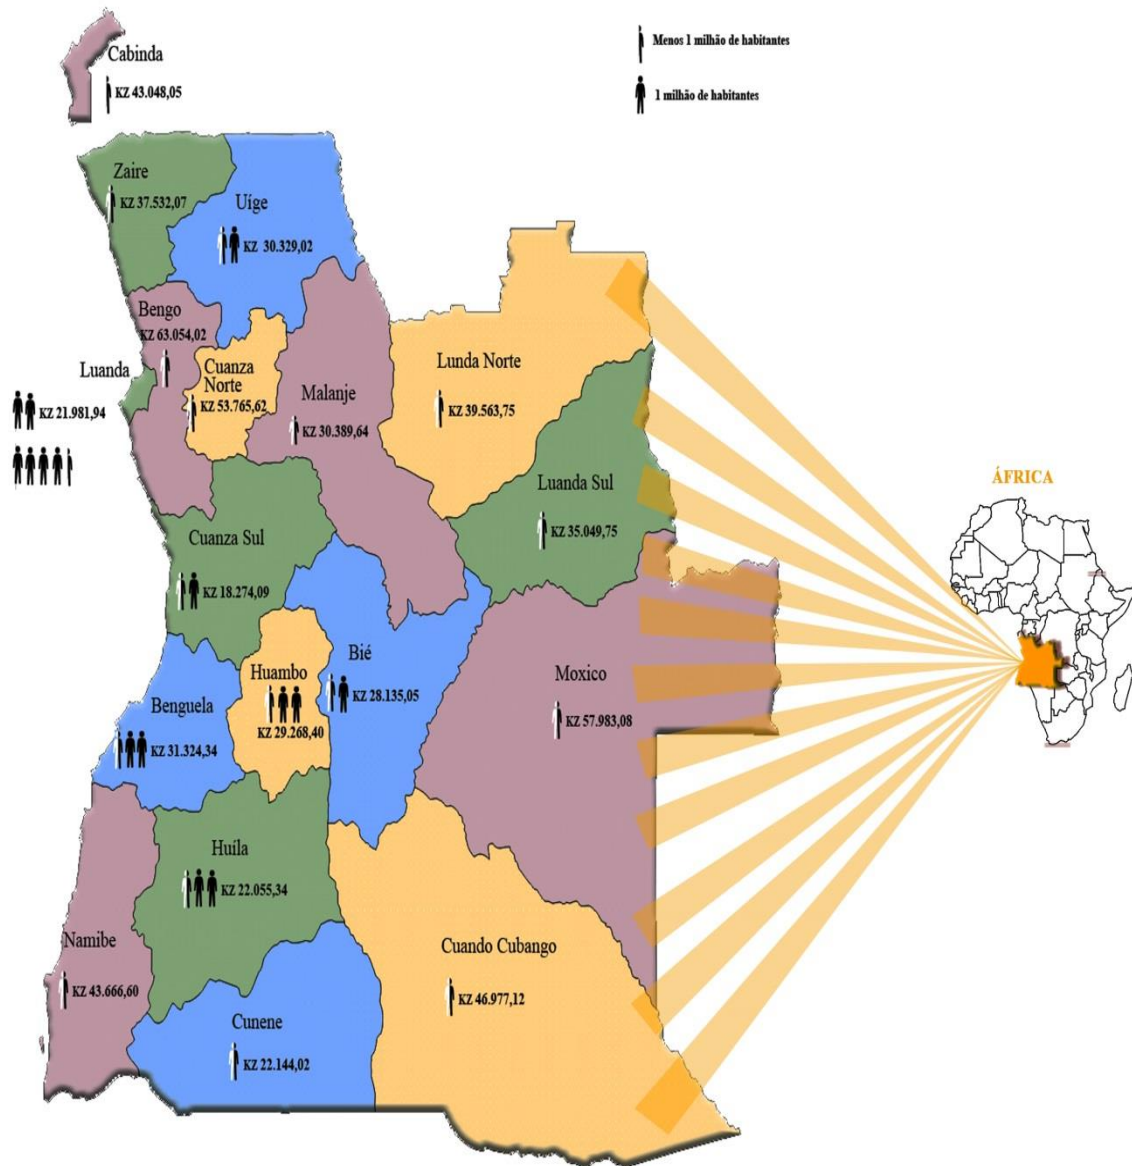 Cabinda
KZ 43.048,05
Menos 1 milhão de habitantes
1 milhão de habitantes
Zaire
KZ 37.532,07
Uíge
KZ 30.329,02
Bengo
KZ 63.054,02
Luanda
KZ 21.981,94
Cuanza
Norte
KZ 53.765,62
Malanje
KZ 30.389,64
Lunda Norte
KZ 39.563,75
Luanda Sul
KZ 35.049,75
ÁFRICA
Cuanza Sul
KZ 18.274,09
Huambo
KZ 29.268,40
Bié
KZ 28.135,05
Moxico
KZ 57.983,08
Benguela
KZ 31.324,34
Huíla
KZ 22.055,34
Namibe
KZ 43.666,60
Cuando Cubango
KZ 46.977,12
Cunene
KZ 22.144,02